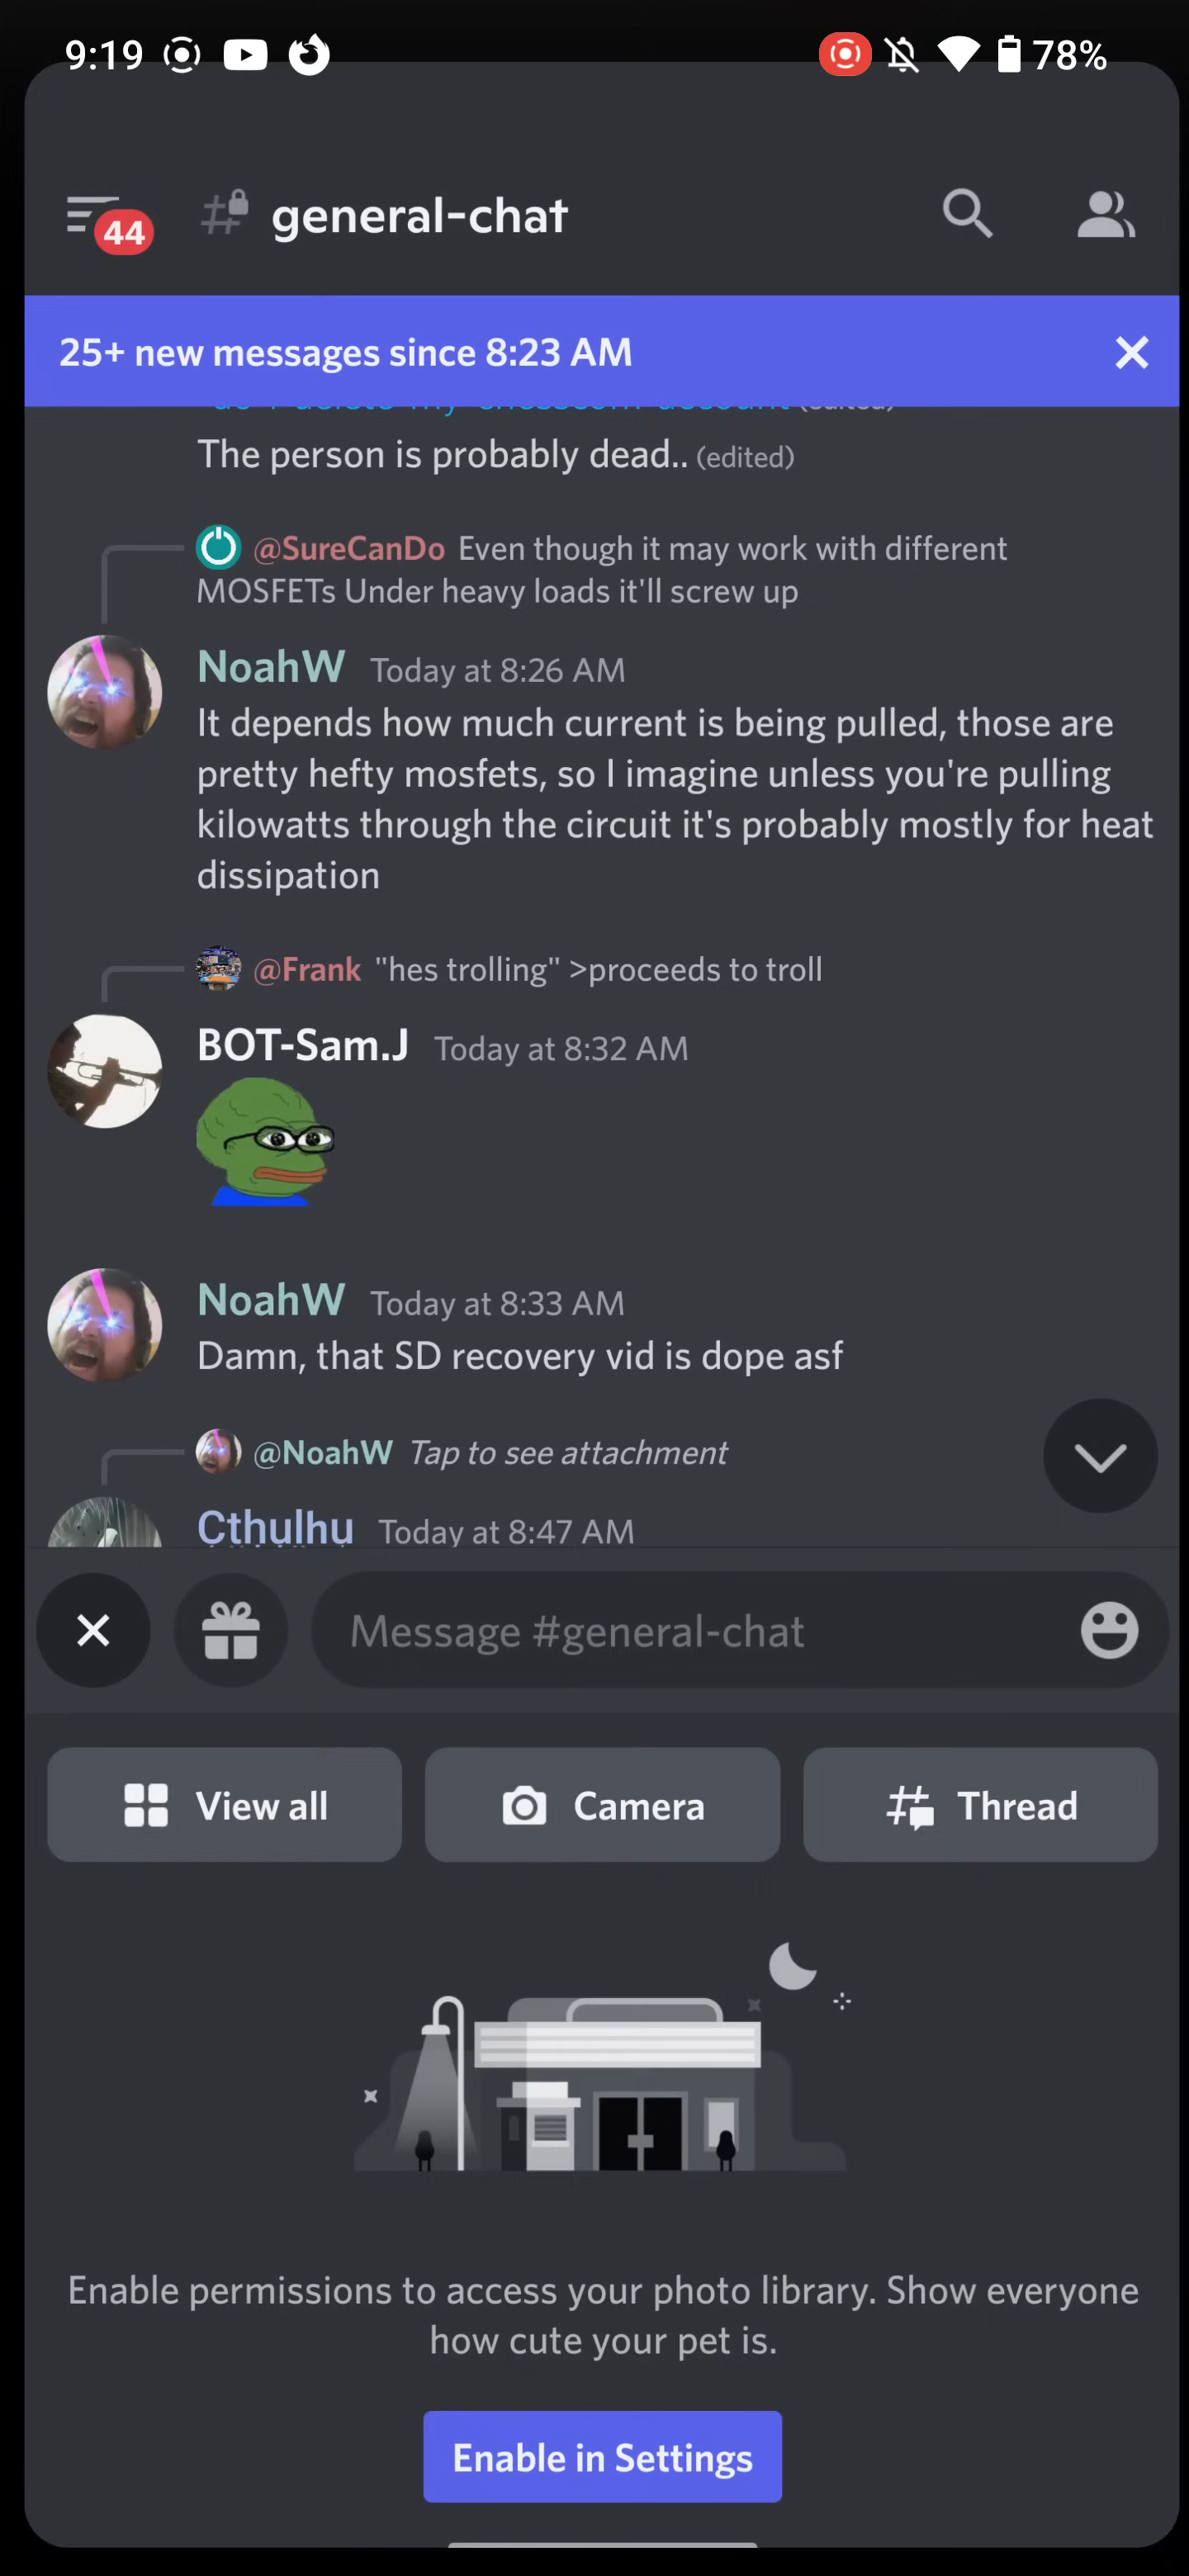 9:19
78%
44
general-chat
25+ new messages since 8:23 AM
The person is probably dead.. (edited)
@SureCanDo Even though it may work with different
MOSFETs Under heavy loads it'll screw up
NoahW Today at 8:26 AM
It depends how much current is being pulled, those are
pretty hefty mosfets, so I imagine unless you're pulling
kilowatts through the circuit it's probably mostly for heat
dissipation
@Frank "hes trolling" >proceeds to troll
BOT-Sam.J Today at 8:32 AM
NoahW Today at 8:33 AM
Damn, that SD recovery vid is dope asf
@NoahW Tap to see attachment
Cthulhu Today at 8:47 AM
Message #general-chat
View all
Camera
Thread
Enable permissions to access your photo library. Show everyone
how cute your pet is.
Enable in Settings